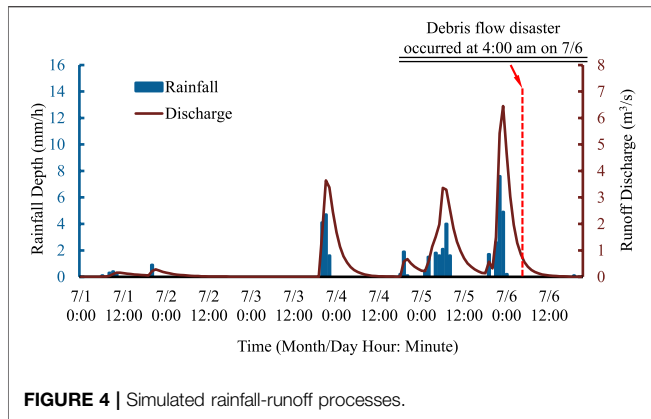 Debris flow disaster
occurred at 4:00 am on 7/6
Rainfall
Discharge
Rainfall Depth (mm/h)
16
14
12
10
8
6
4
2
0
Runoff Discharge (m³/s)
8
7
6
5
4
3
2
1
0
7/1 7/1 7/2 7/2 7/3 7/3 7/4 7/4 7/5 7/5 7/6 7/6
0:00 12:00 0:00 12:00 0:00 12:00 0:00 12:00 0:00 12:00 0:00 12:00
Time (Month/Day Hour: Minute)
FIGURE 4 | Simulated rainfall-runoff processes.